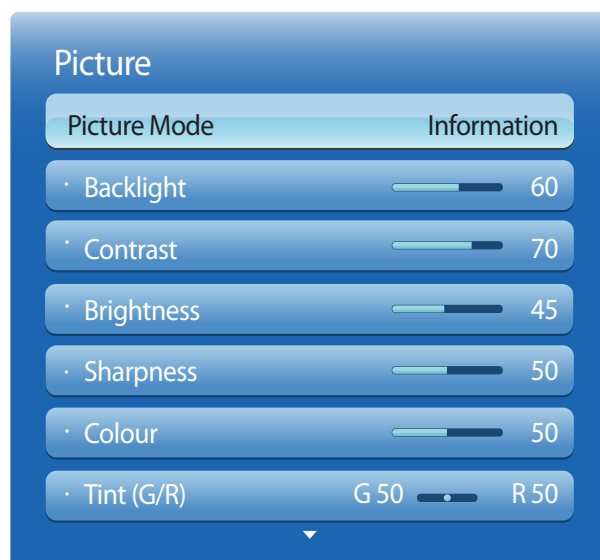 Picture
Picture Mode Information
· Backlight 60
· Contrast 70
· Brightness 45
· Sharpness 50
· Colour 50
· Tint (G/R) G 50 R 50